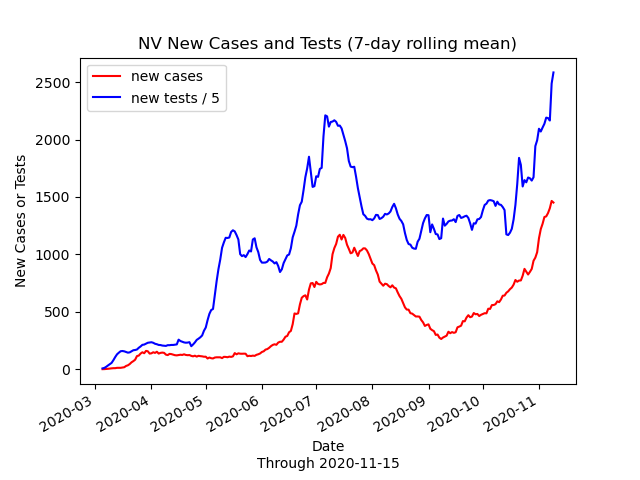 NV New Cases and Tests (7-day rolling mean)
new cases
new tests / 5
New Cases or Tests
2500
2000
1500
1000
500
0
2020-03
2020-04
2020-05
2020-06
2020-07
2020-08
2020-09
2020-10
2020-11
Date
Through 2020-11-15